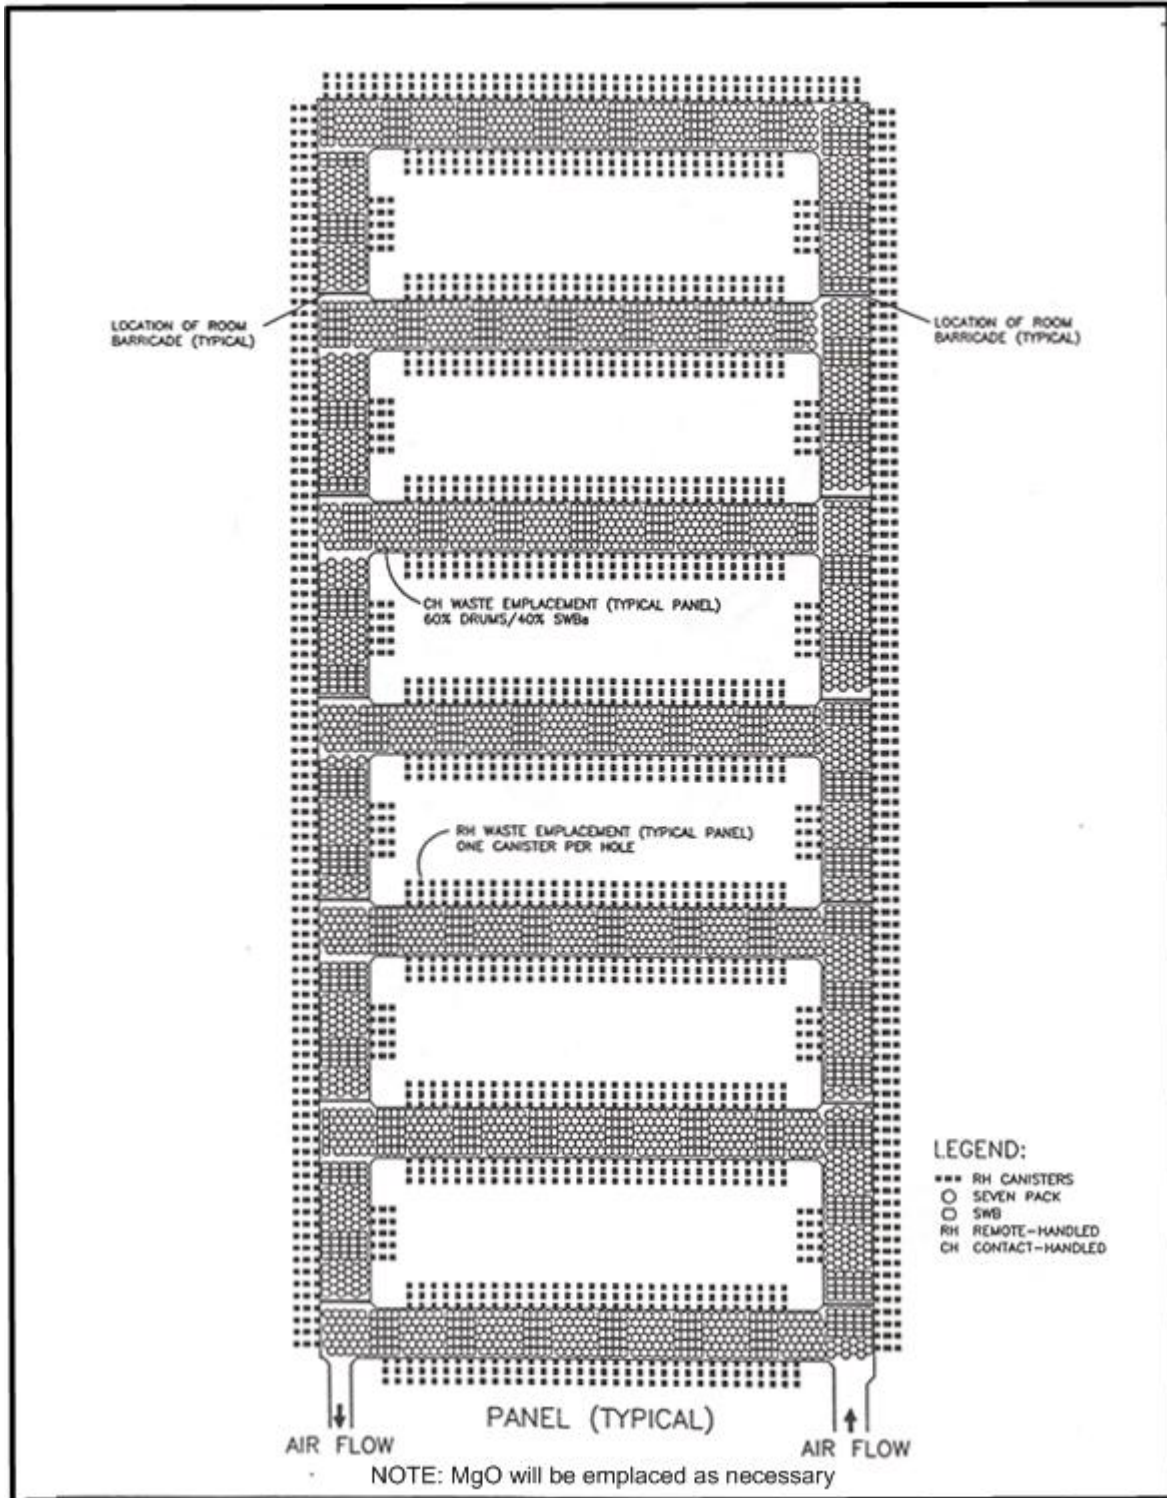 LOCATION OF ROOM
BARRICADE (TYPICAL)
LOCATION OF ROOM
BARRICADE (TYPICAL)
CH WASTE EMPLACEMENT (TYPICAL PANEL)
60% DRUMS/40% SWBs
RH WASTE EMPLACEMENT (TYPICAL PANEL)
ONE CANISTER PER HOLE
LEGEND:
RH CANISTERS
SEVEN PACK
SWB
RH REMOTE-HANDLED
CH CONTACT-HANDLED
PANEL (TYPICAL)
AIR FLOW
AIR FLOW
NOTE: MgO will be emplaced as necessary